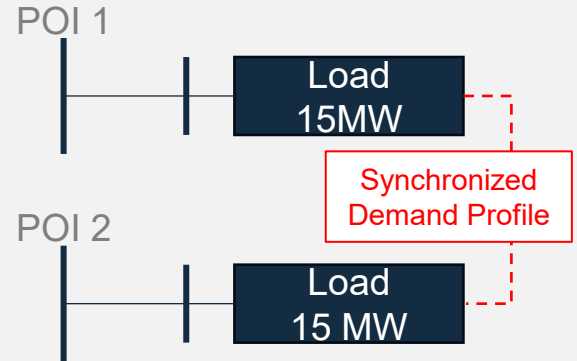 POI 1
Load
15MW
Synchronized
Demand Profile
POI 2
Load
15 MW